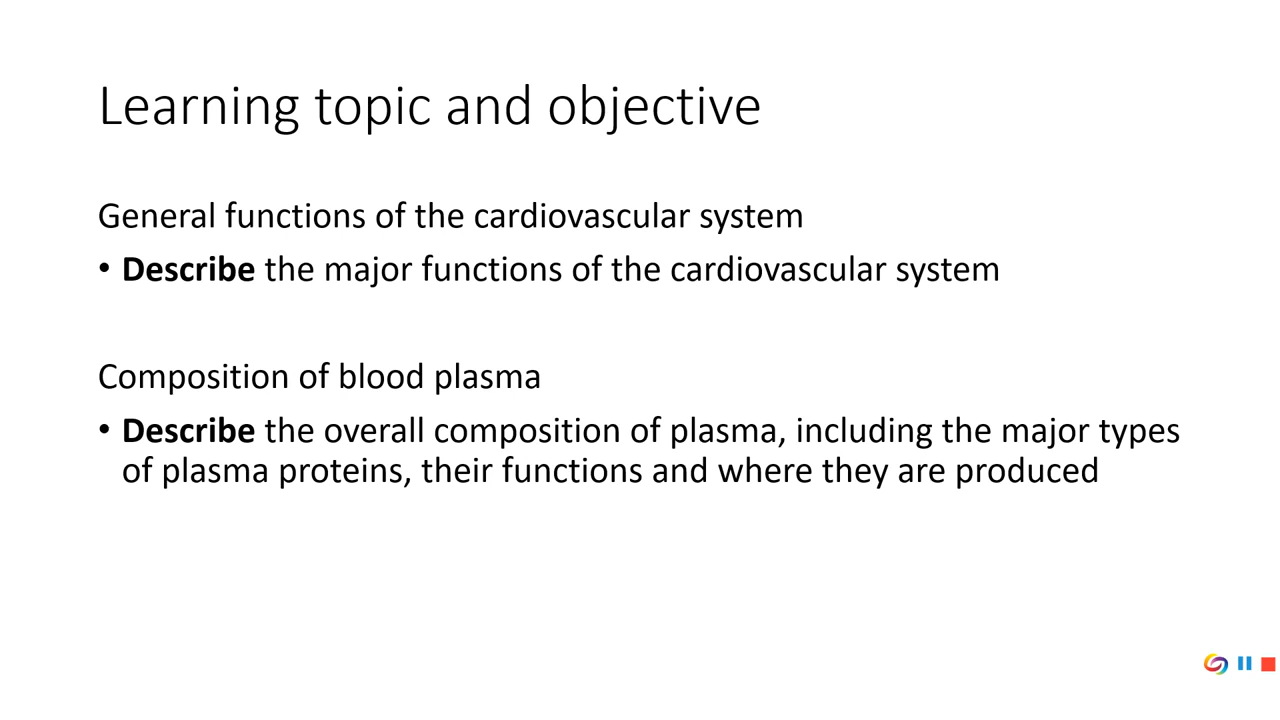 Learning topic and objective
General functions of the cardiovascular system
• Describe the major functions of the cardiovascular system
Composition of blood plasma
• Describe the overall composition of plasma, including the major types
of plasma proteins, their functions and where they are produced